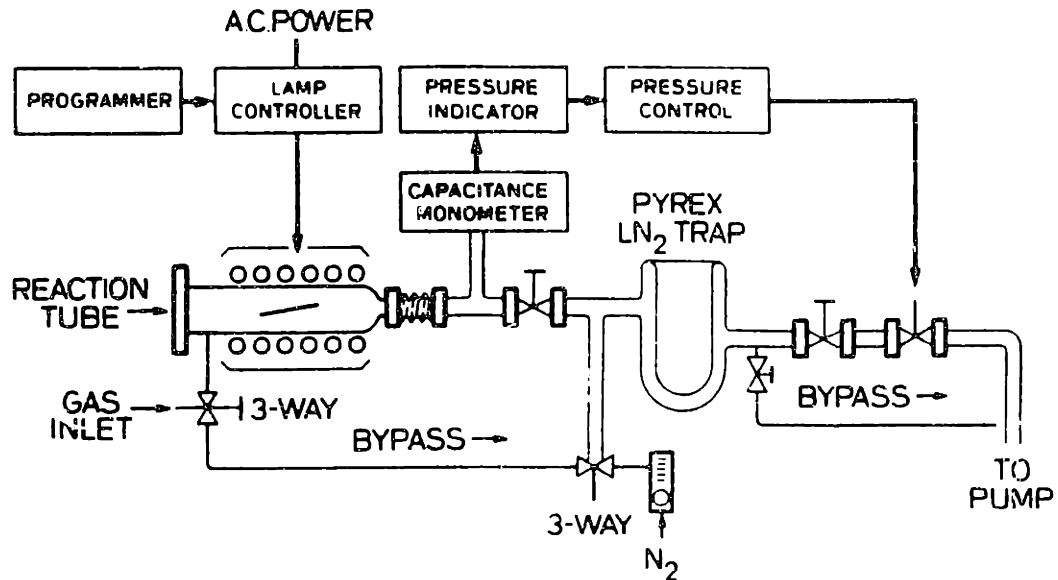 A.C. POWER
PROGRAMMER
LAMP
CONTROLLER
PRESSURE
INDICATOR
PRESSURE
CONTROL
CAPACITANCE
MONOMETER
PYREX
LN2 TRAP
REACTION
TUBE
GAS
INLET
3-WAY
BYPASS
BYPASS
3-WAY
N2
TO
PUMP